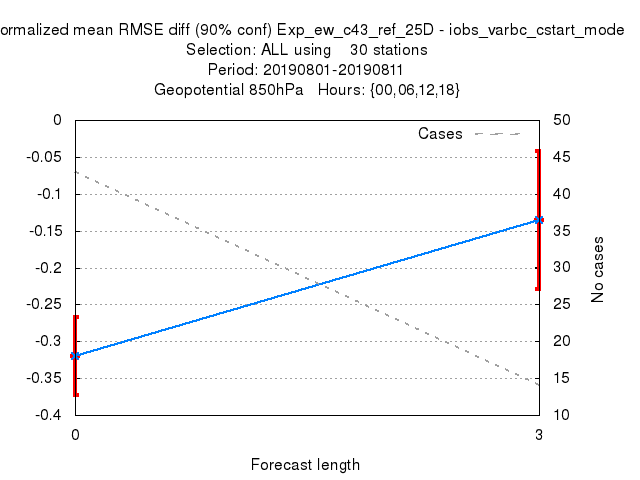 ormalized mean RMSE diff (90% conf) Exp_ew_c43_ref_25D - iobs_varbc_cstart_mode
Selection: ALL using 30 stations
Period: 20190801-20190811
Geopotential 850hPa Hours: {00,06,12,18}
Cases
0
-0.05
-0.1
-0.15
-0.2
-0.25
-0.3
-0.35
-0.4
50
45
40
35
30
25
20
15
10
No cases
0 3
Forecast length